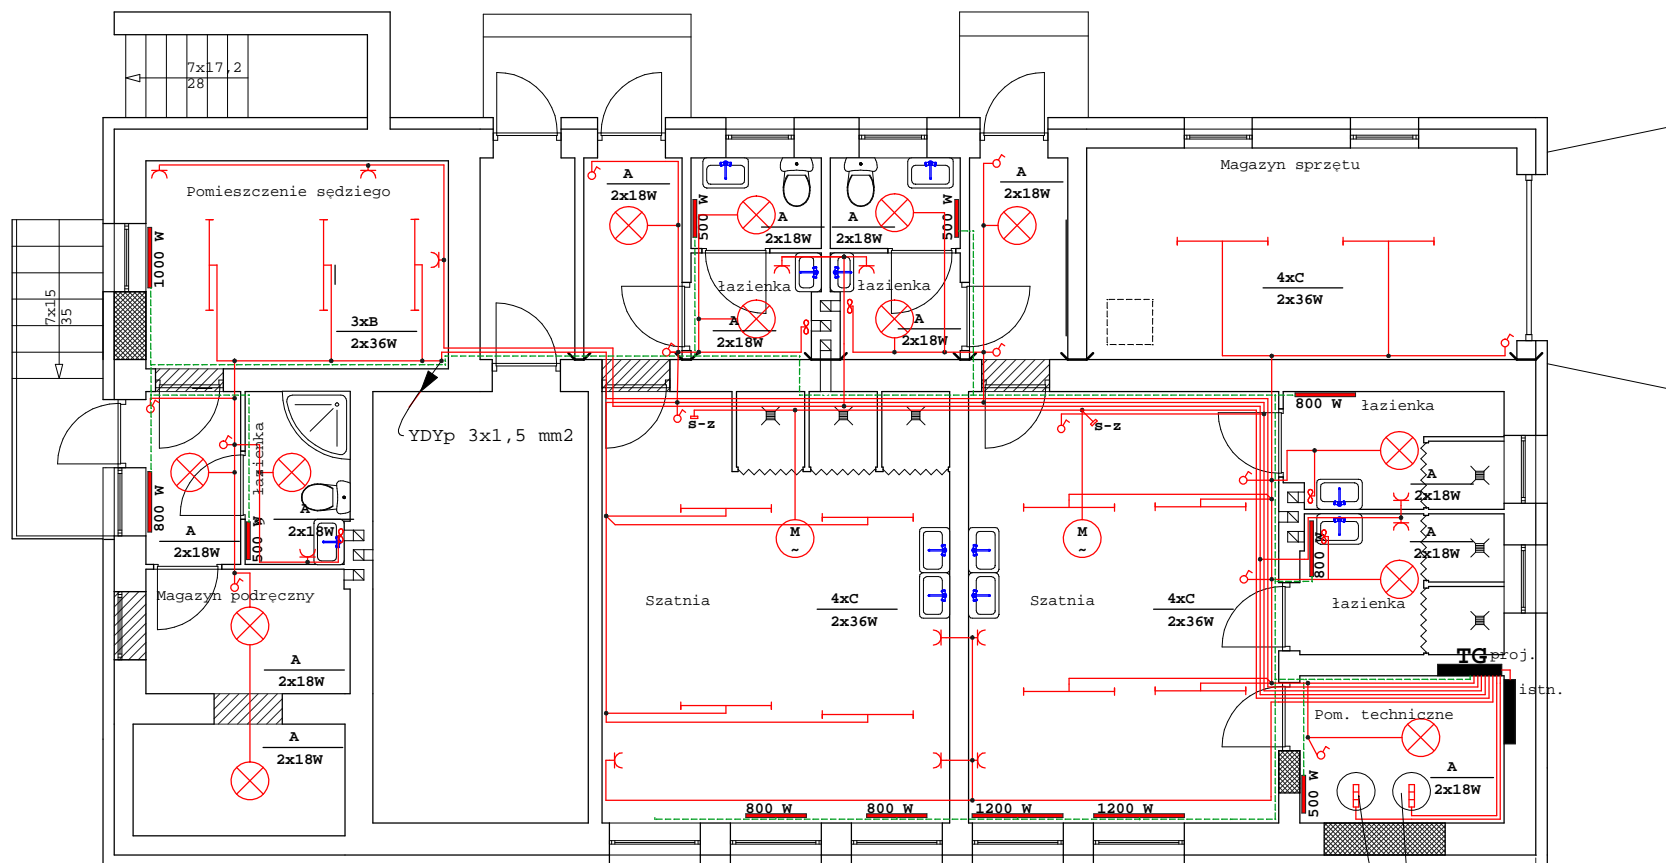 7x17,2
28
Pomieszczenie sędziego
1000 W
3xB
2x36W
7x15
35
A
2x18W
500 W
A
2x18W
A
2x18W
500 W
A
2x18W
Magazyn sprzętu
4xC
2x36W
łazienka
A
2x18W
łazienka
A
2x18W
YDYp 3x1,5 mm2
s-z
s-z
800 W
łazienka
800 W
A
2x18W
łazienka
500 W
A
2x18W
M
~
M
~
A
2x18W
A
2x18W
800 W
łazienka
Magazyn podręczny
A
2x18W
Szatnia
4xC
2x36W
Szatnia
4xC
2x36W
TG proj.
istn.
Pom. techniczne
A
2x18W
500 W
A
2x18W
800 W
800 W
1200 W
1200 W